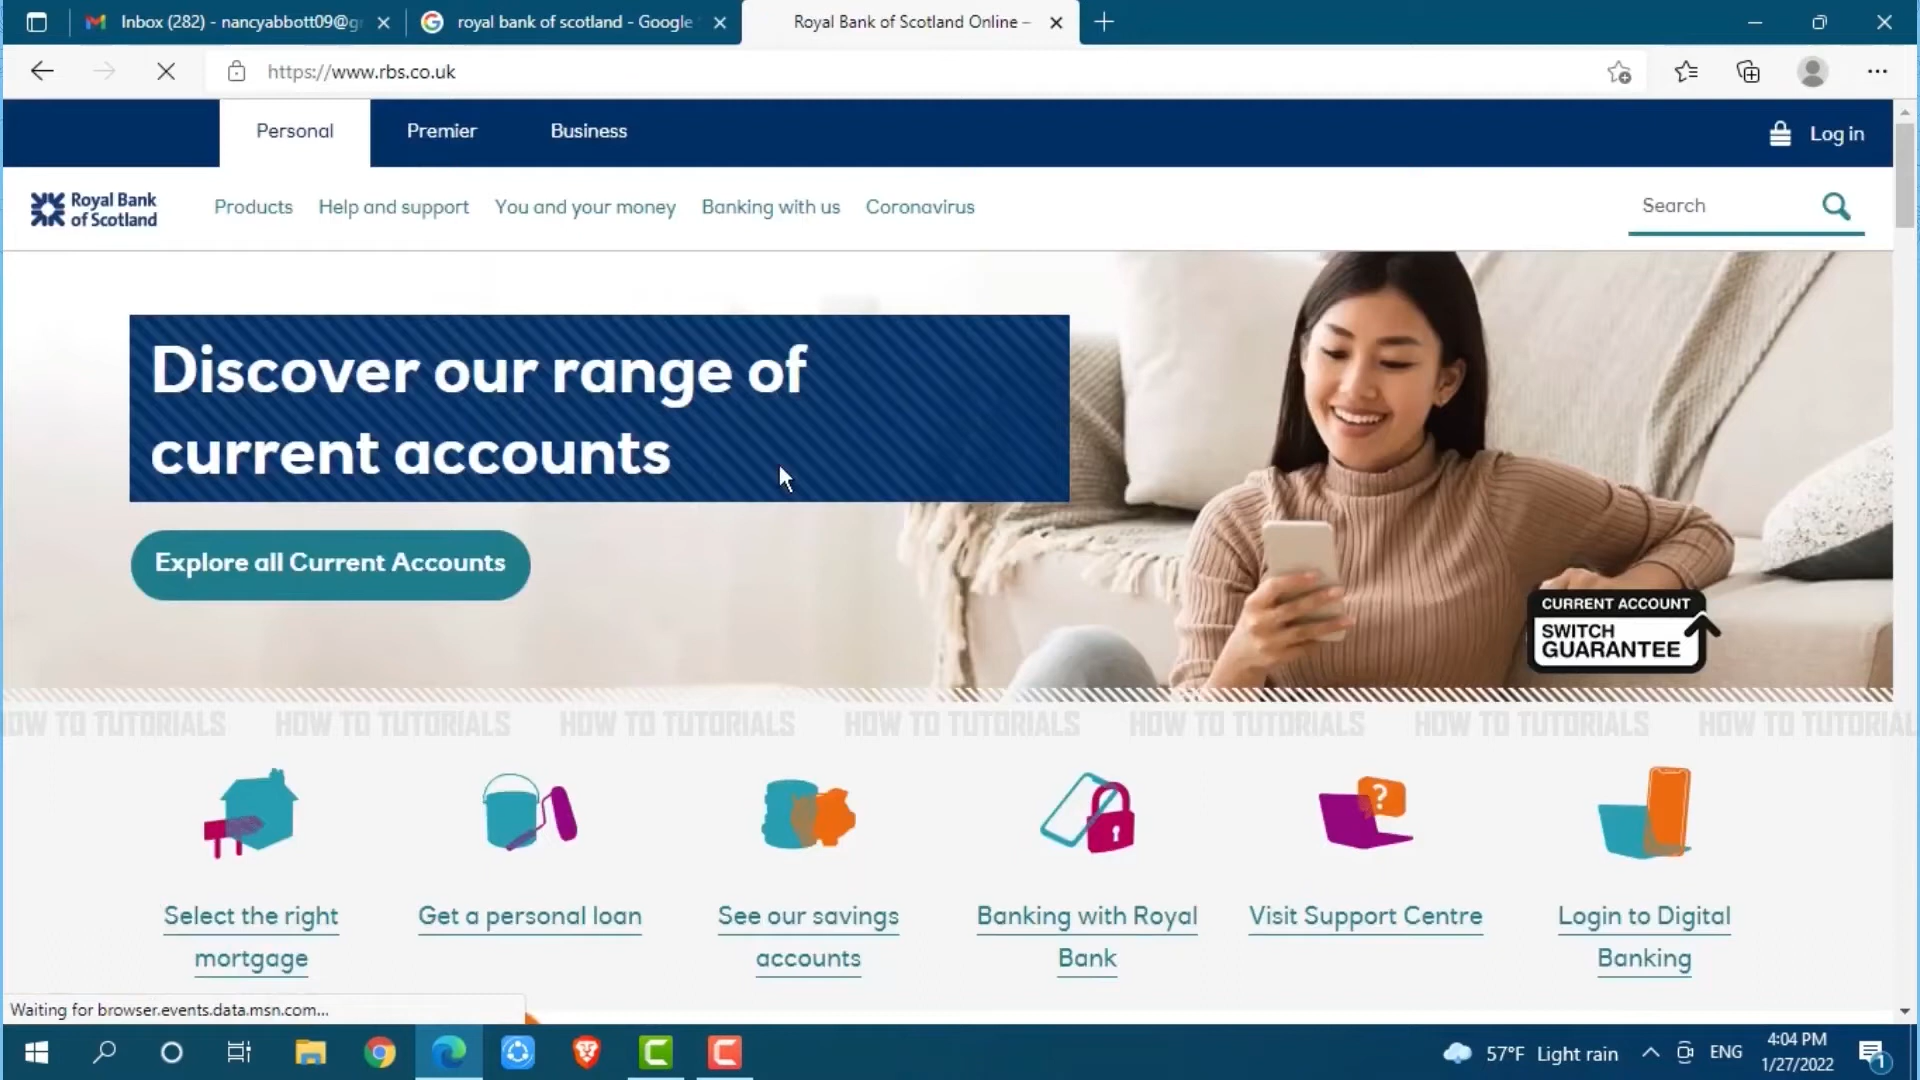 Inbox (282) - nancyabbott09@g
royal bank of scotland - Google
Royal Bank of Scotland Online –
https://www.rbs.co.uk
Personal
Premier
Business
Log in
Royal Bank
of Scotland
Products
Help and support
You and your money
Banking with us
Coronavirus
Search
Discover our range of
current accounts
Explore all Current Accounts
CURRENT ACCOUNT
SWITCH
GUARANTEE
OW TO TUTORIALS HOW TO TUTORIALS HOW TO TUTORIALS HOW TO TUTORIALS HOW TO TUTORIALS HOW TO TUTORIALS HOW TO TUTORIAL
Select the right
mortgage
Get a personal loan
See our savings
accounts
Banking with Royal
Bank
Visit Support Centre
Login to Digital
Banking
Waiting for browser.events.data.msn.com...
57°F Light rain
ENG
4:04 PM
1/27/2022
1